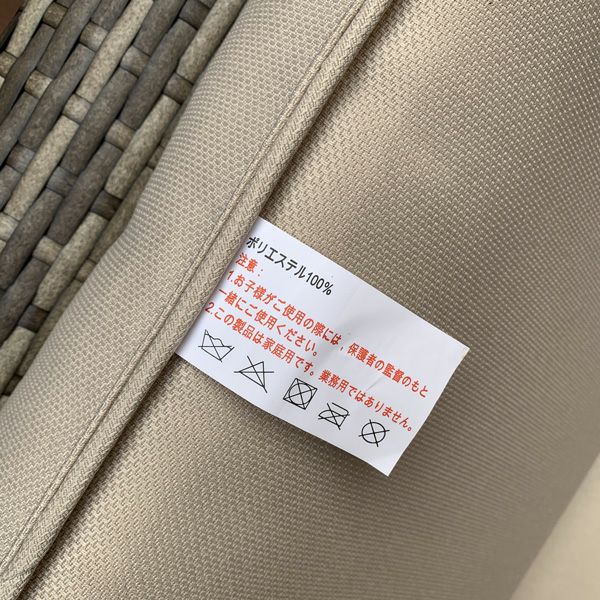 ポリエステル100%
注意：
1.お子様がご使用の際には，保護者の監督のもと
一緒にご使用ください。
2.この製品は家庭用です。業務用ではありません。